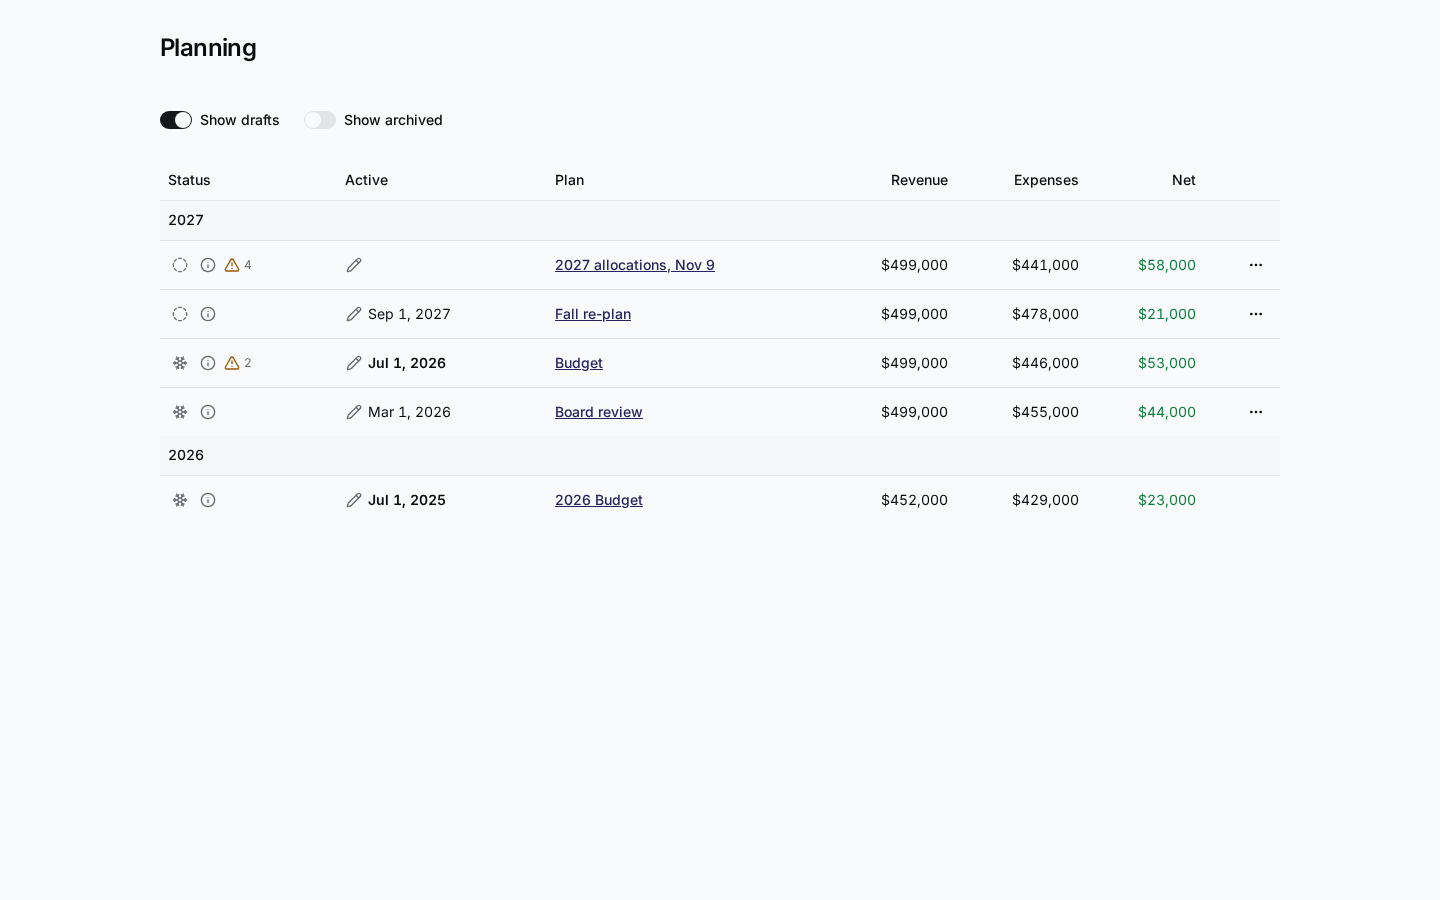 Planning
Show drafts Show archived
Status Active Plan Revenue Expenses Net
2027
4 2027 allocations, Nov 9 $499,000 $441,000 $58,000
Sep 1, 2027 Fall re-plan $499,000 $478,000 $21,000
2 Jul 1, 2026 Budget $499,000 $446,000 $53,000
Mar 1, 2026 Board review $499,000 $455,000 $44,000
2026
Jul 1, 2025 2026 Budget $452,000 $429,000 $23,000